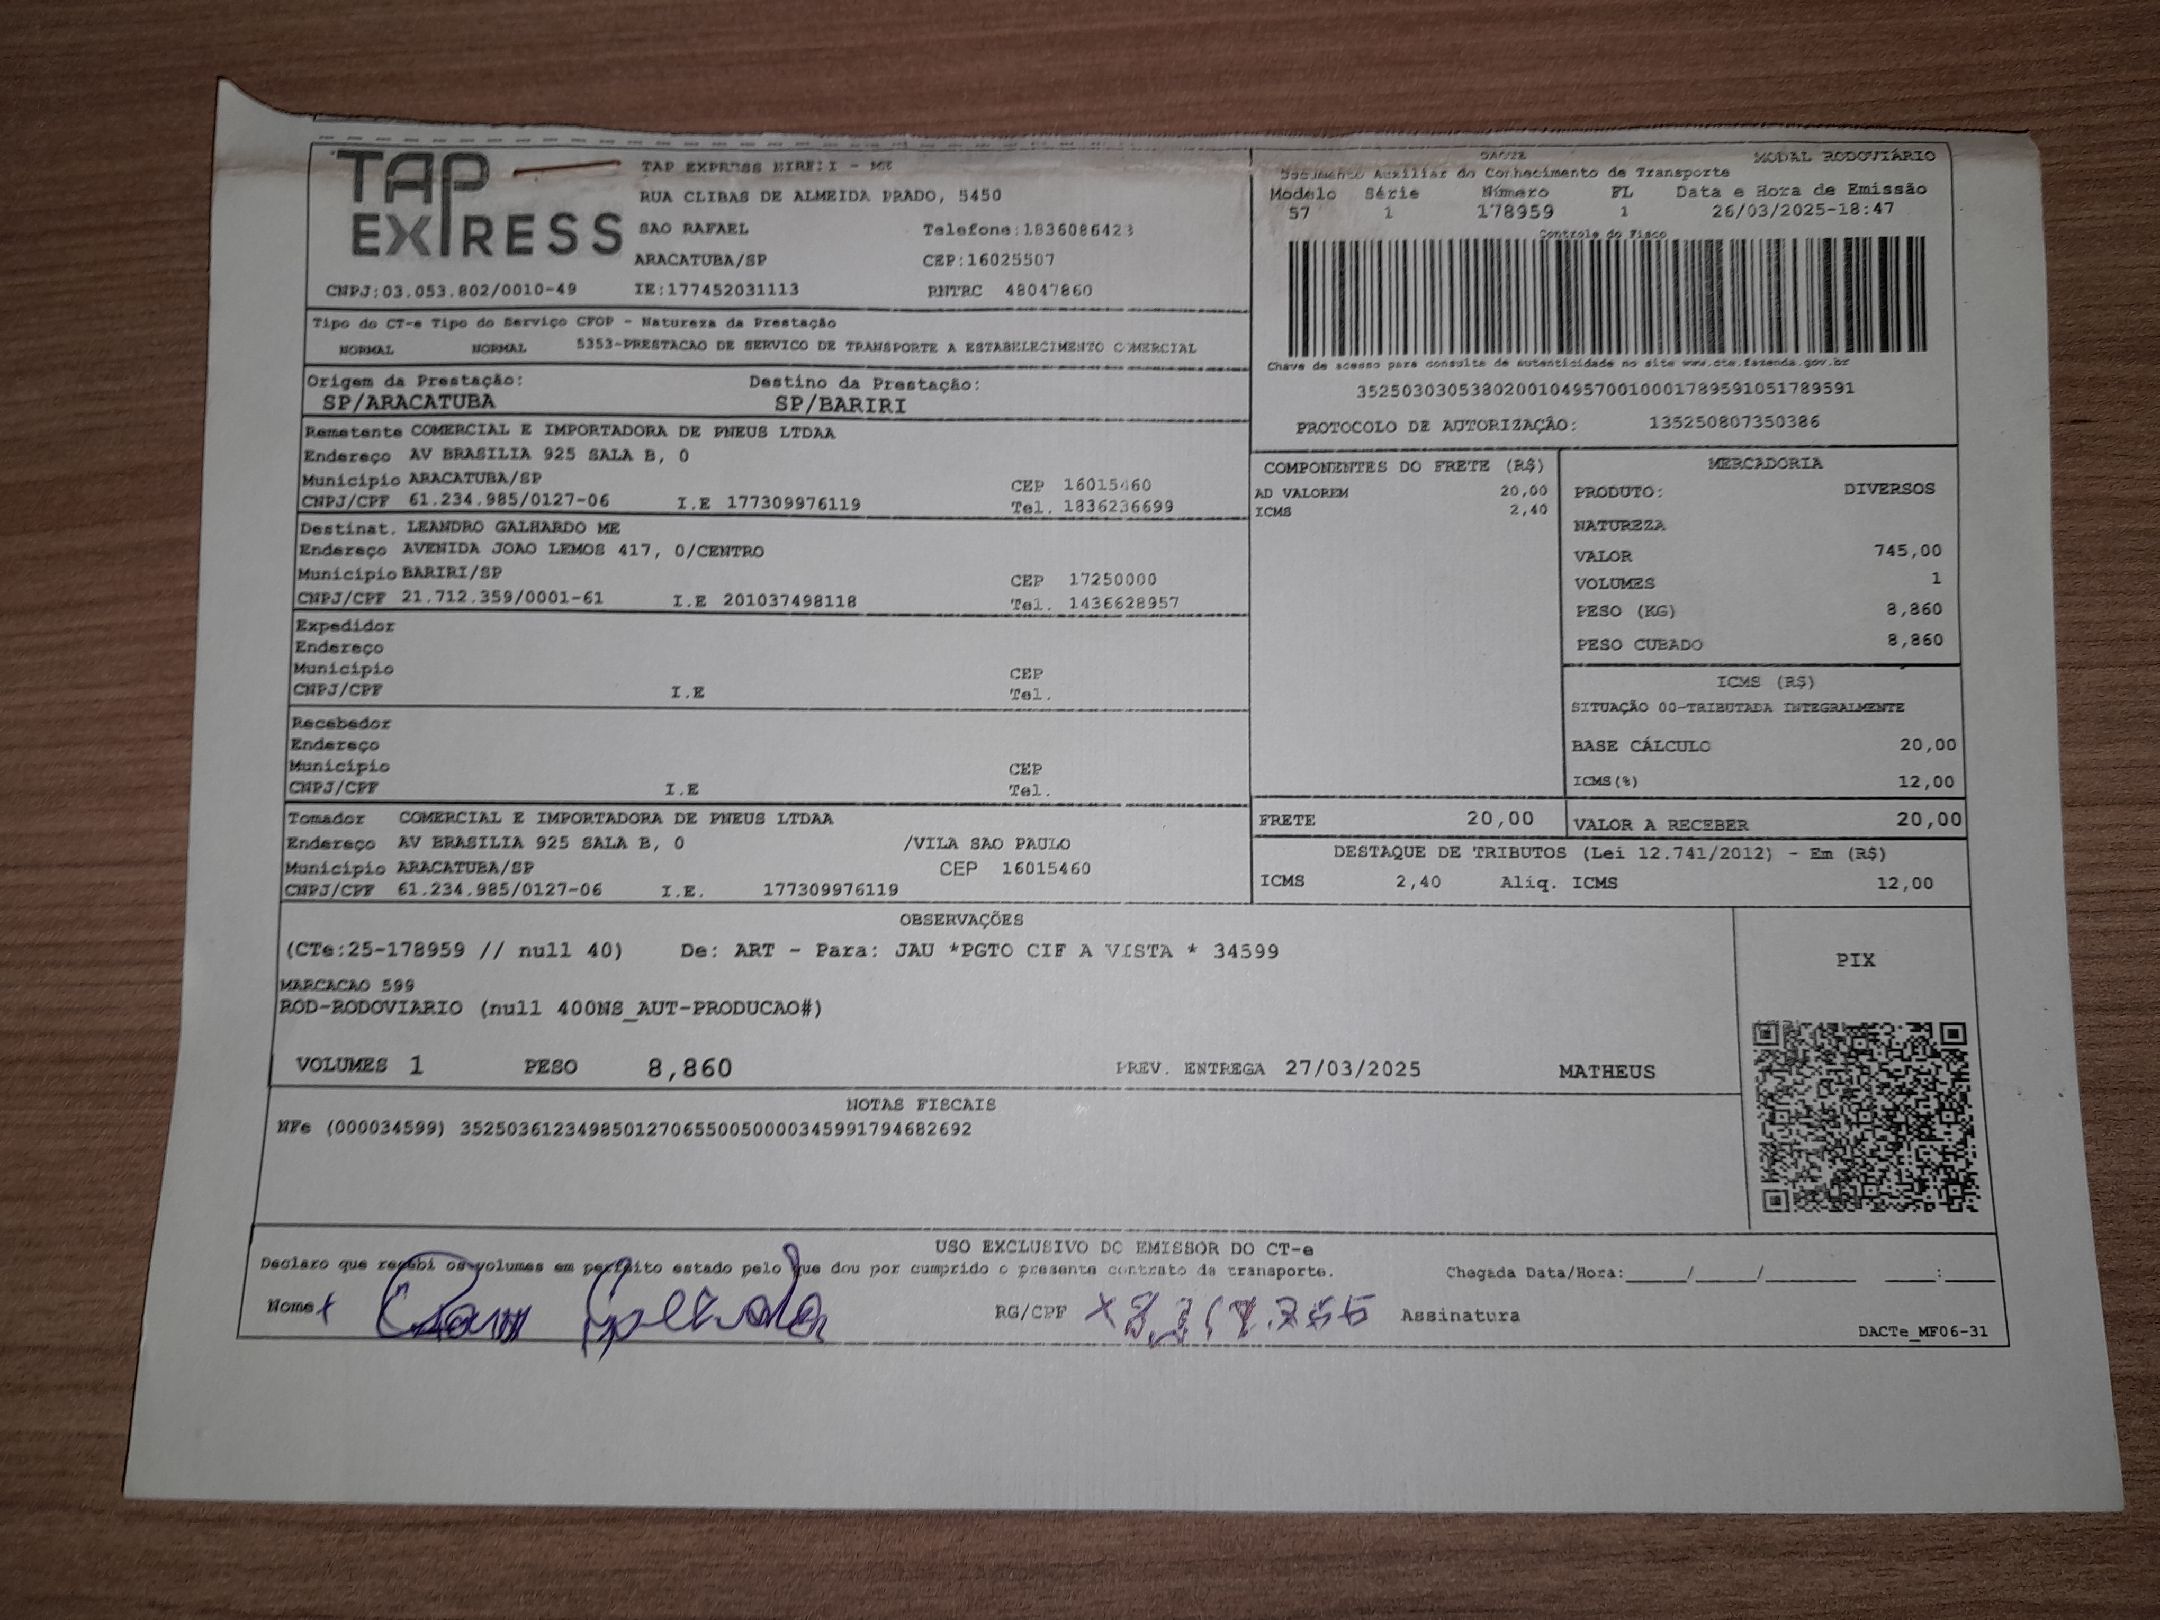 TAP EXPRESS
TAP EXPRESS EIRELI - ME
RUA CLIBAS DE ALMEIDA PRADO, 5450
SAO RAFAEL Telefone:1836086423
ARACATUBA/SP CEP:16025507
CNPJ:03.053.802/0010-49 IE:177452031113 RNTRC 48047860
DACTE MODAL RODOVIÁRIO
Documento Auxiliar do Conhecimento de Transporte
Modelo Série Número FL Data e Hora de Emissão
57 1 178959 1 26/03/2025-18:47
Controle do Fisco
Chave de acesso para consulta de autenticidade no site www.cte.fazenda.gov.br
35250303053802001049570010001789591051789591
PROTOCOLO DE AUTORIZAÇÃO: 135250807350386
Tipo do CT-e Tipo do Serviço CFOP - Natureza da Prestação
NORMAL NORMAL 5353-PRESTACAO DE SERVICO DE TRANSPORTE A ESTABELECIMENTO COMERCIAL
Origem da Prestação: Destino da Prestação:
SP/ARACATUBA SP/BARIRI
Remetente COMERCIAL E IMPORTADORA DE PNEUS LTDAA
Endereço AV BRASILIA 925 SALA B, 0
Município ARACATUBA/SP CEP 16015460
CNPJ/CPF 61.234.985/0127-06 I.E 177309976119 Tel. 1836236699
Destinat. LEANDRO GALHARDO ME
Endereço AVENIDA JOAO LEMOS 417, 0/CENTRO
Município BARIRI/SP CEP 17250000
CNPJ/CPF 21.712.359/0001-61 I.E 201037498118 Tel. 1436628957
Expedidor
Endereço
Município CEP
CNPJ/CPF I.E Tel.
Recebedor
Endereço
Município CEP
CNPJ/CPF I.E Tel.
Tomador COMERCIAL E IMPORTADORA DE PNEUS LTDAA
Endereço AV BRASILIA 925 SALA B, 0 /VILA SAO PAULO
Município ARACATUBA/SP CEP 16015460
CNPJ/CPF 61.234.985/0127-06 I.E. 177309976119
COMPONENTES DO FRETE (R$)
AD VALOREM 20,00
ICMS 2,40
MERCADORIA
PRODUTO: DIVERSOS
NATUREZA
VALOR 745,00
VOLUMES 1
PESO (KG) 8,860
PESO CUBADO 8,860
ICMS (R$)
SITUAÇÃO 00-TRIBUTADA INTEGRALMENTE
BASE CÁLCULO 20,00
ICMS(%) 12,00
FRETE 20,00 VALOR A RECEBER 20,00
DESTAQUE DE TRIBUTOS (Lei 12.741/2012) - Em (R$)
ICMS 2,40 Aliq. ICMS 12,00
OBSERVAÇÕES
(CTe:25-178959 // null 40) De: ART - Para: JAU *PGTO CIF A VISTA * 34599
MARCACAO 599
ROD-RODOVIARIO (null 400NS_AUT-PRODUCAO#)
VOLUMES 1 PESO 8,860 PREV. ENTREGA 27/03/2025 MATHEUS
PIX
NOTAS FISCAIS
NFe (000034599) 35250361234985012706550050000345991794682692
USO EXCLUSIVO DO EMISSOR DO CT-e
Declaro que recebi os volumes em perfeito estado pelo que dou por cumprido o presente contrato de transporte. Chegada Data/Hora:_____/_____/________ _____:_____
Nome RG/CPF Assinatura
DACTe_MF06-31